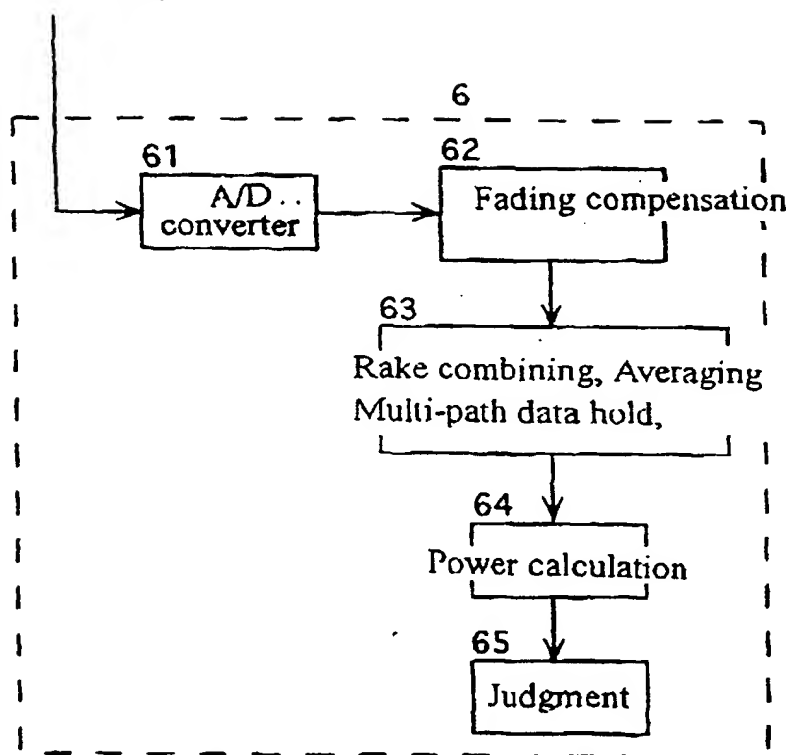 6
61
A/D
converter
62
Fading compensation
63
Rake combining, Averaging
Multi-path data hold,
64
Power calculation
65
Judgment